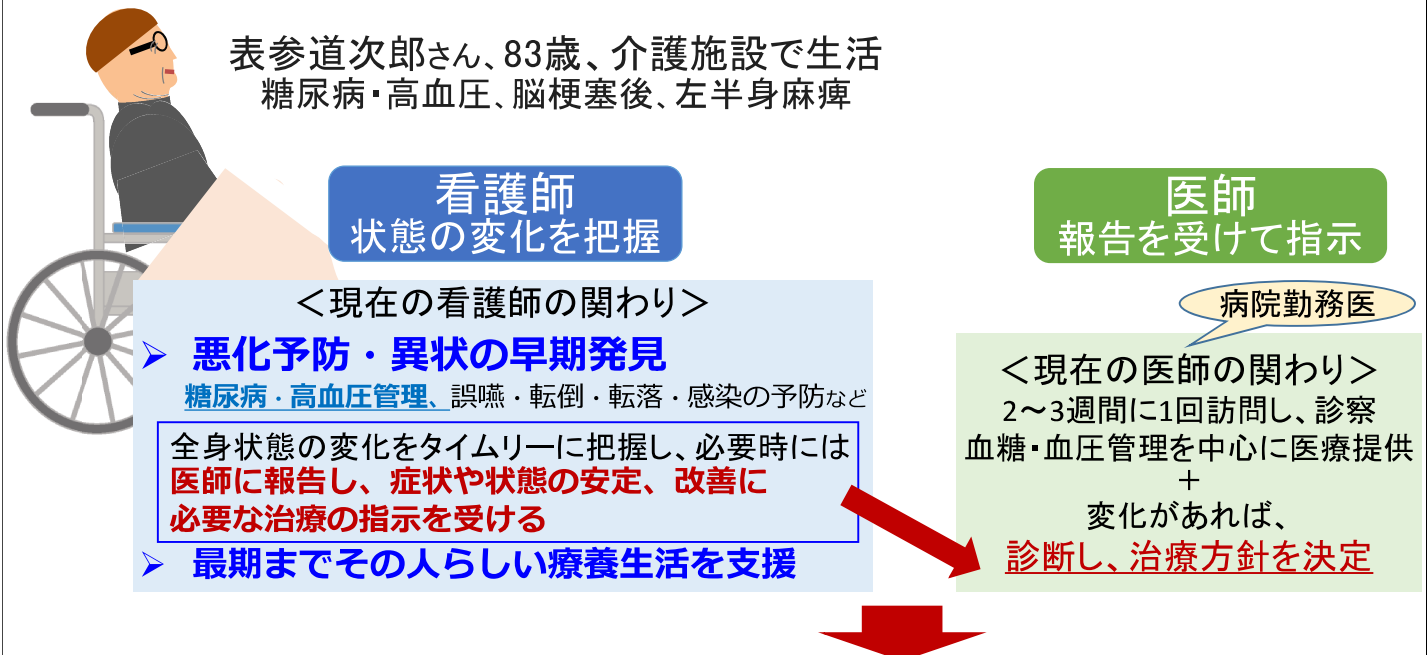 表参道次郎さん、83歳、介護施設で生活
糖尿病・高血圧、脳梗塞後、左半身麻痺
看護師
状態の変化を把握
＜現在の看護師の関わり＞
➢ 悪化予防・異状の早期発見
糖尿病・高血圧管理、誤嚥・転倒・転落・感染の予防など
全身状態の変化をタイムリーに把握し、必要時には
医師に報告し、症状や状態の安定、改善に
必要な治療の指示を受ける
➢ 最期までその人らしい療養生活を支援
医師
報告を受けて指示
病院勤務医
＜現在の医師の関わり＞
2～3週間に1回訪問し、診察
血糖・血圧管理を中心に医療提供
＋
変化があれば、
診断し、治療方針を決定